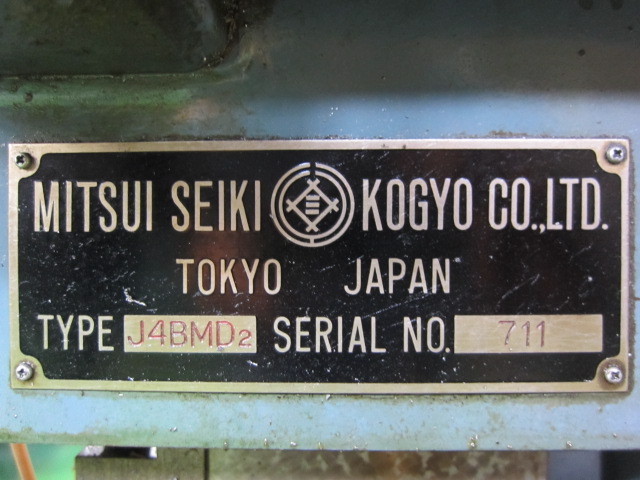 MITSUI SEIKI KOGYO CO.,LTD.
TOKYO JAPAN
TYPE J4BMD2 SERIAL NO. 711